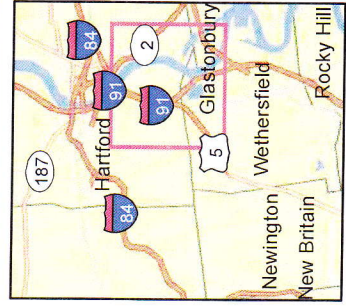 187
84
84
91
2
Hartford
91
Glastonbury
5
Wethersfield
Newington
Rocky Hill
New Britain